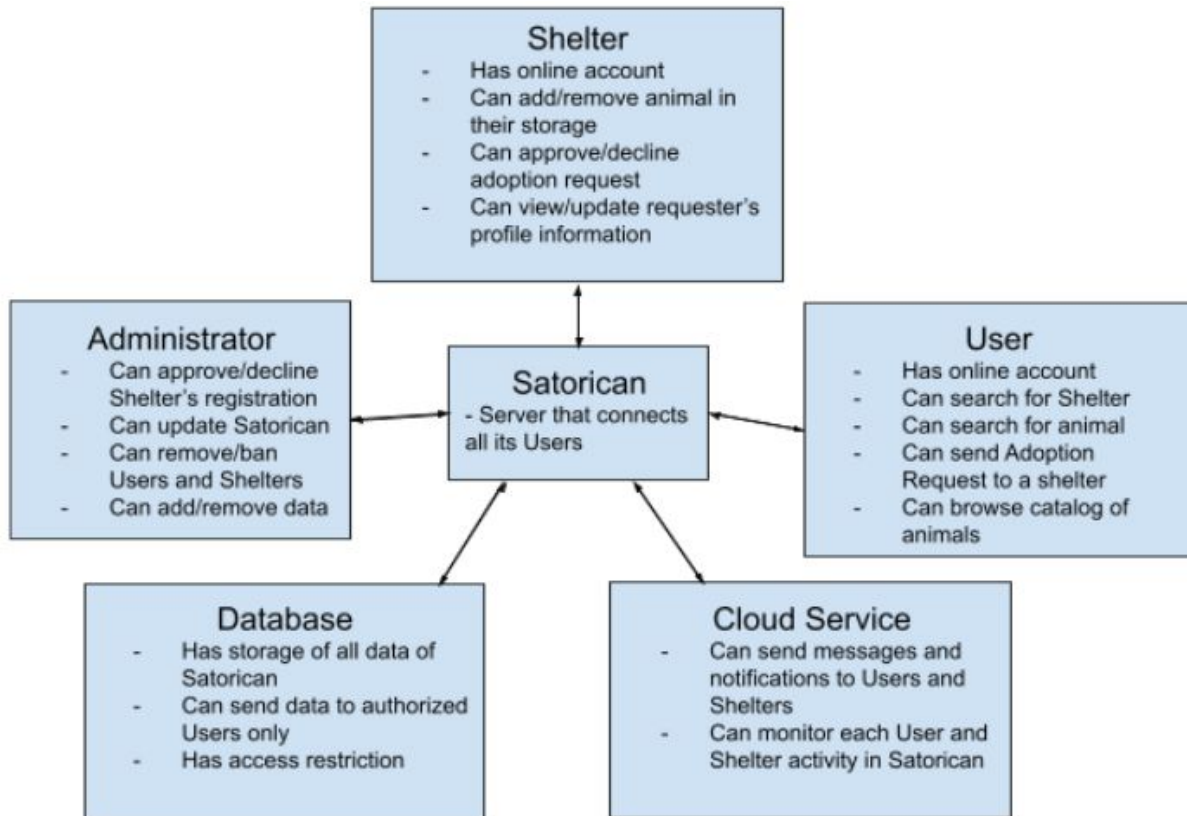 Shelter
- Has online account
- Can add/remove animal in
their storage
- Can approve/decline
adoption request
- Can view/update requester's
profile information
Administrator
- Can approve/decline
Shelter's registration
- Can update Satorican
- Can remove/ban
Users and Shelters
- Can add/remove data
Satorican
- Server that connects
all its Users
User
- Has online account
- Can search for Shelter
- Can search for animal
- Can send Adoption
Request to a shelter
- Can browse catalog of
animals
Database
- Has storage of all data of
Satorican
- Can send data to authorized
Users only
- Has access restriction
Cloud Service
- Can send messages and
notifications to Users and
Shelters
- Can monitor each User and
Shelter activity in Satorican